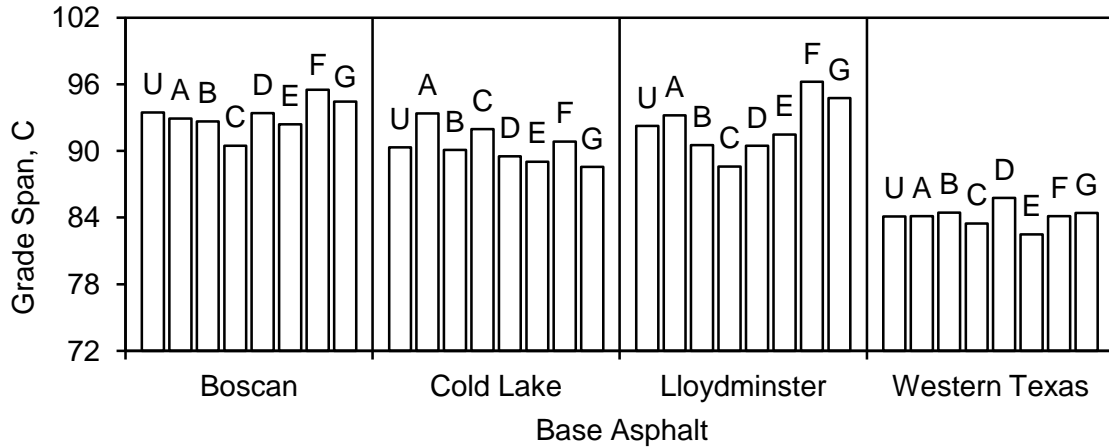 Grade Span, C
102
96
90
84
78
72
U A B C D E F G
U A B C D E F G
U A B C D E F G
U A B C D E F G
Boscan Cold Lake Lloydminster Western Texas
Base Asphalt